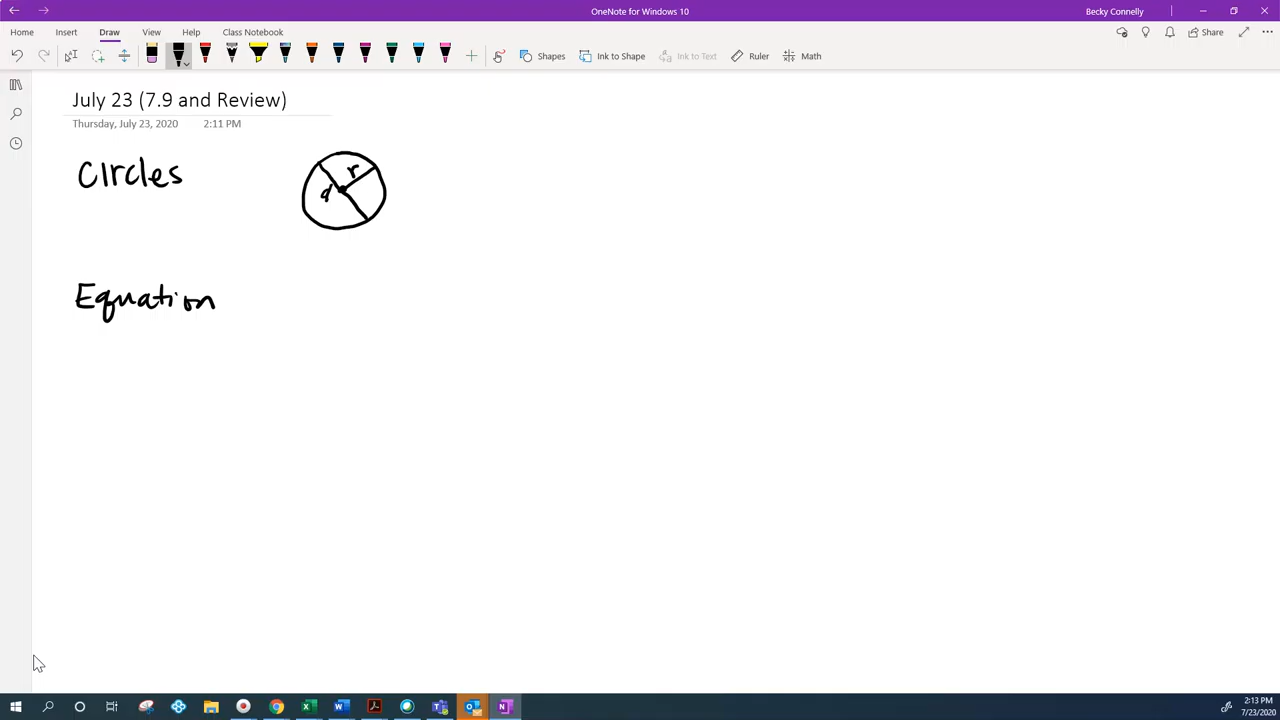 OneNote for Windows 10
Becky Connelly
Home Insert Draw View Help Class Notebook
Share
Shapes Ink to Shape Ink to Text Ruler Math
July 23 (7.9 and Review)
Thursday, July 23, 2020 2:11 PM
Circles
r
d
Equation
2:13 PM
7/23/2020